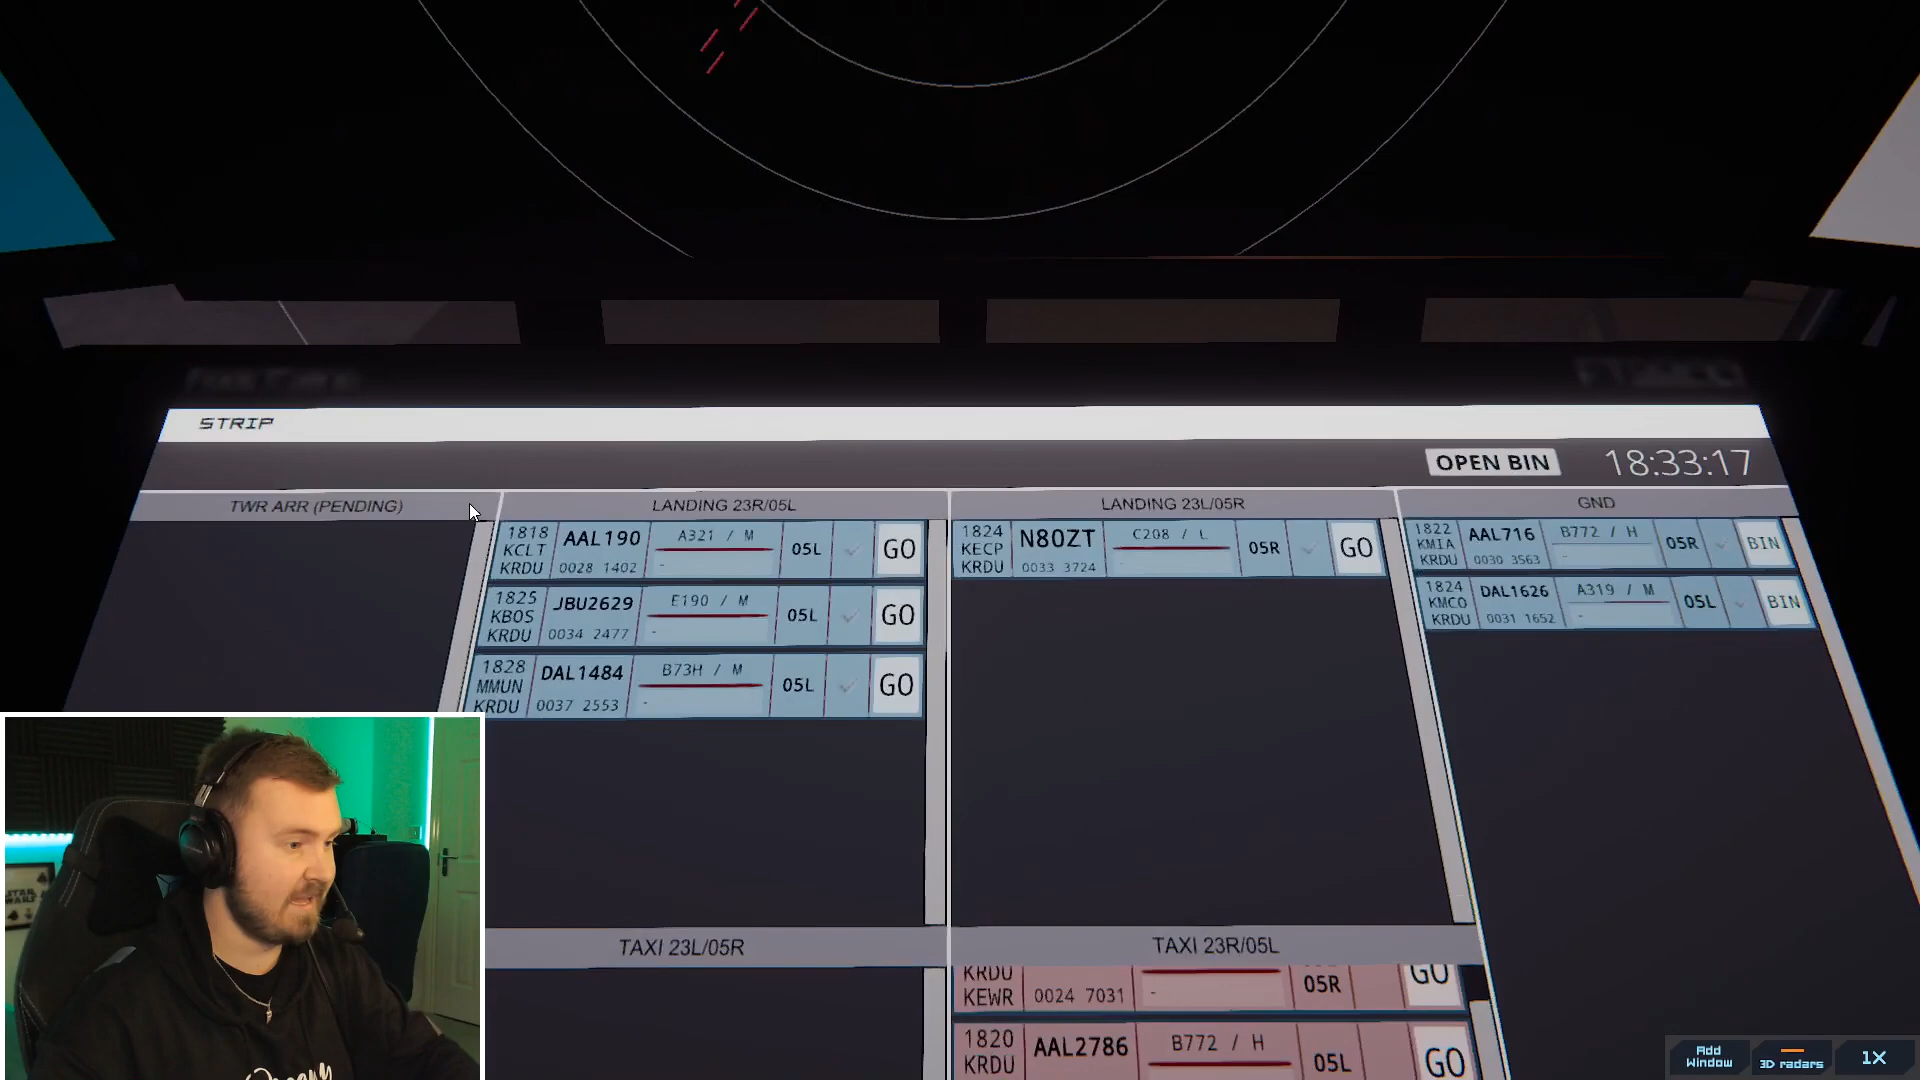 STRIP
OPEN BIN 18:33:17
TWR ARR (PENDING)
LANDING 23R/05L
1818 KCLT KRDU AAL190 0028 1402 A321 / M - 05L GO
1825 KBOS KRDU JBU2629 0034 2477 E190 / M - 05L GO
1828 MMUN KRDU DAL1484 0037 2553 B73H / M - 05L GO
LANDING 23L/05R
1824 KECP KRDU N80ZT 0033 3724 C208 / L - 05R GO
GND
1822 KMIA KRDU AAL716 0030 3563 B772 / H - 05R BIN
1824 KMCO KRDU DAL1626 0031 1652 A319 / M - 05L BIN
TAXI 23L/05R
TAXI 23R/05L
KRDU KEWR 0024 7031 - 05R GO
1820 KRDU AAL2786 B772 / H 05L GO
STAR WARS
Add Window
3D radars
1X